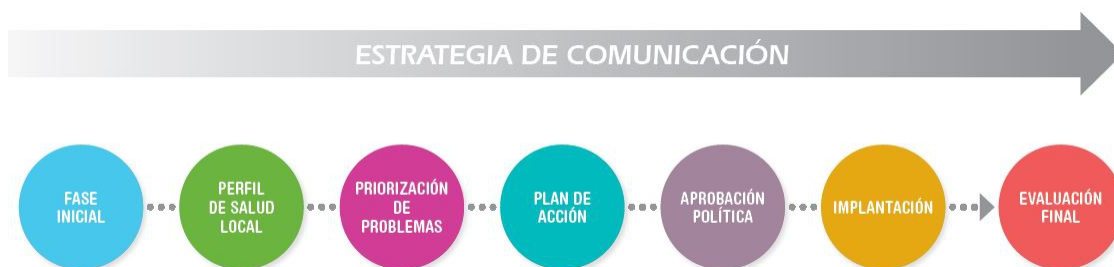 ESTRATEGIA DE COMUNICACIÓN
FASE
INICIAL
PERFIL
DE SALUD
LOCAL
PRIORIZACIÓN
DE
PROBLEMAS
PLAN DE
ACCIÓN
APROBACIÓN
POLÍTICA
IMPLANTACIÓN
EVALUACIÓN
FINAL